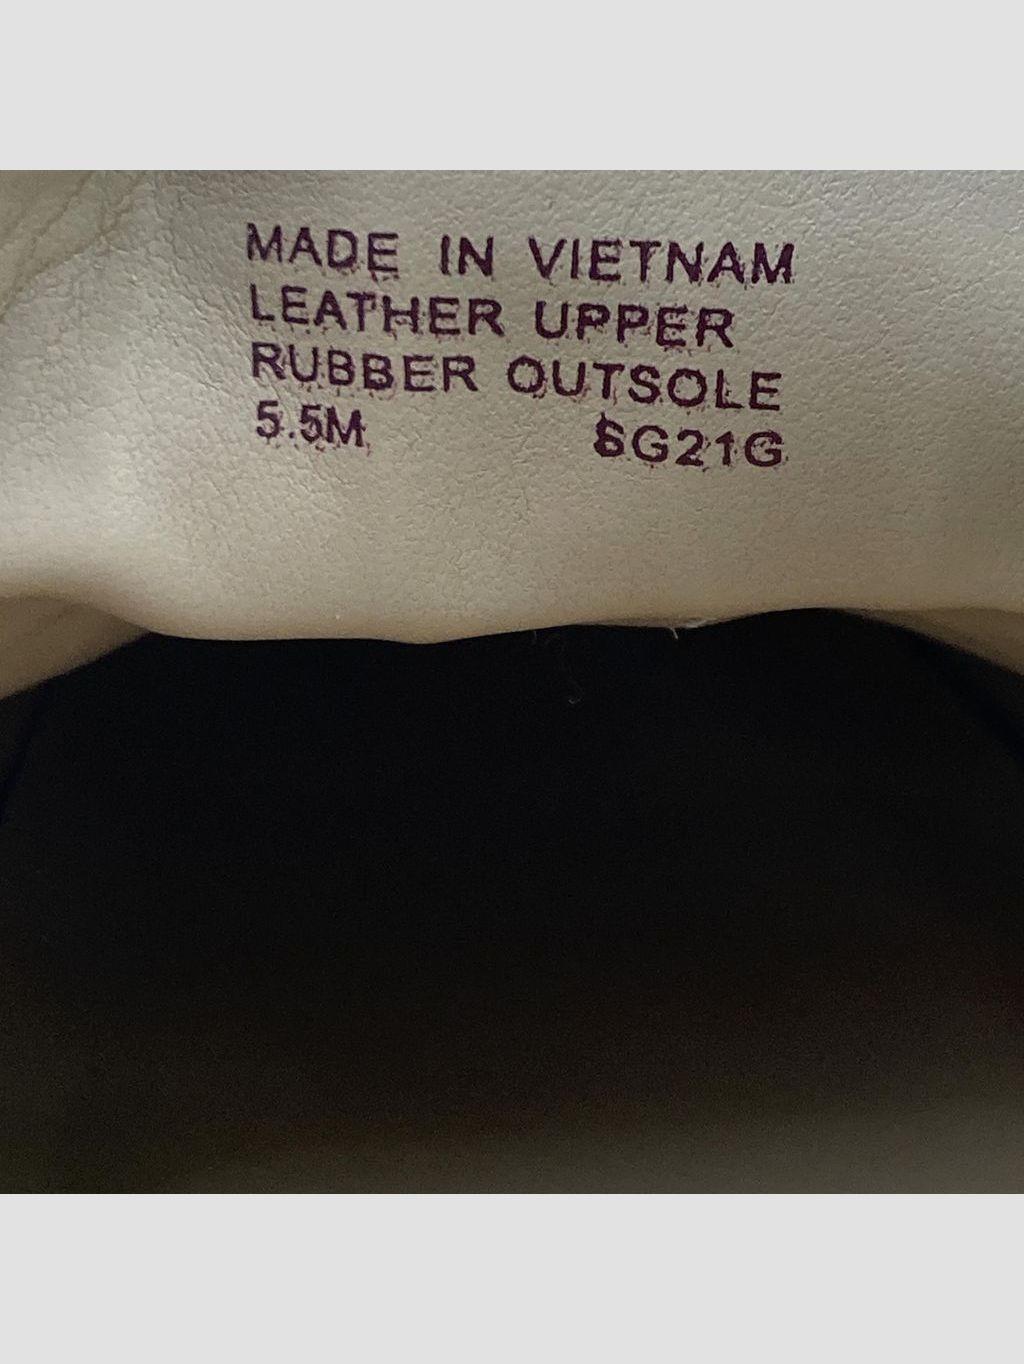 MADE IN VIETNAM
LEATHER UPPER
RUBBER OUTSOLE
5.5M SG21G